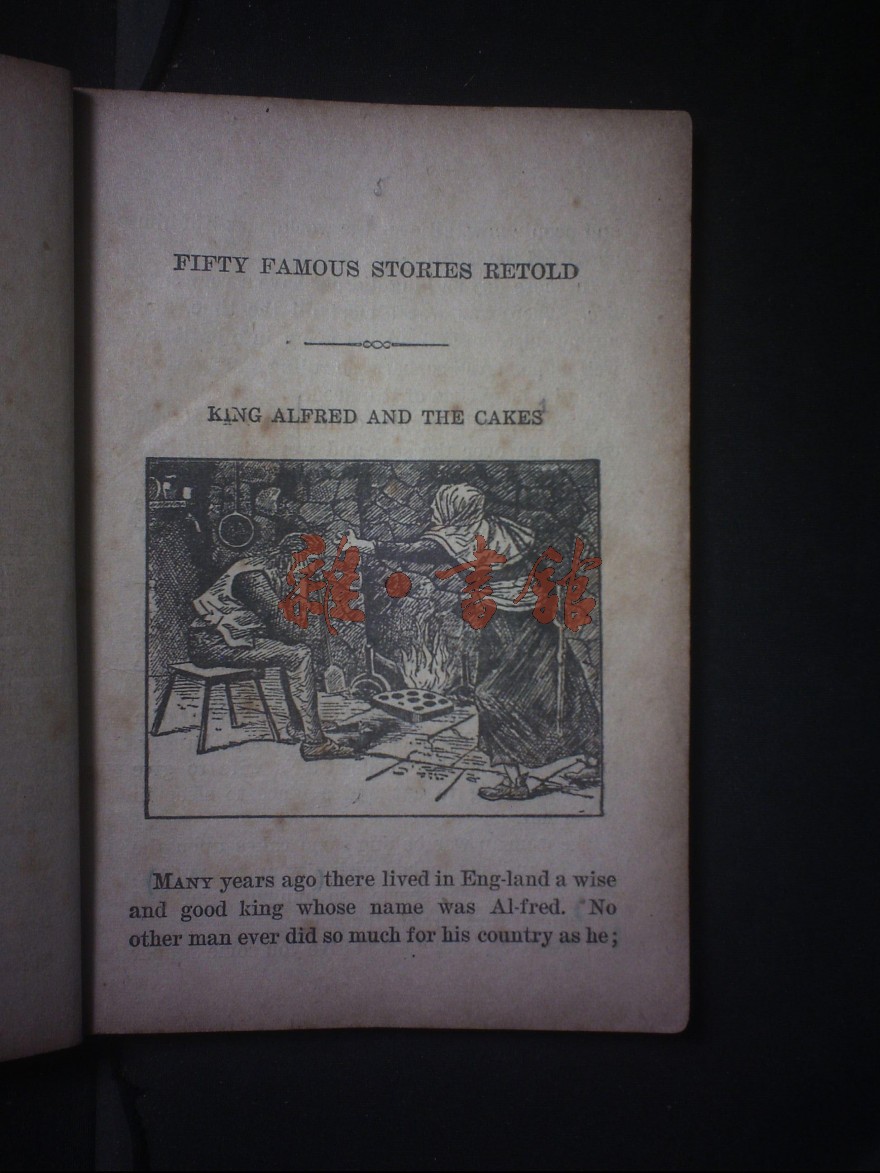 FIFTY FAMOUS STORIES RETOLD
KING ALFRED AND THE CAKES
雜·書館
MANY years ago there lived in Eng-land a wise
and good king whose name was Al-fred. No
other man ever did so much for his country as he;